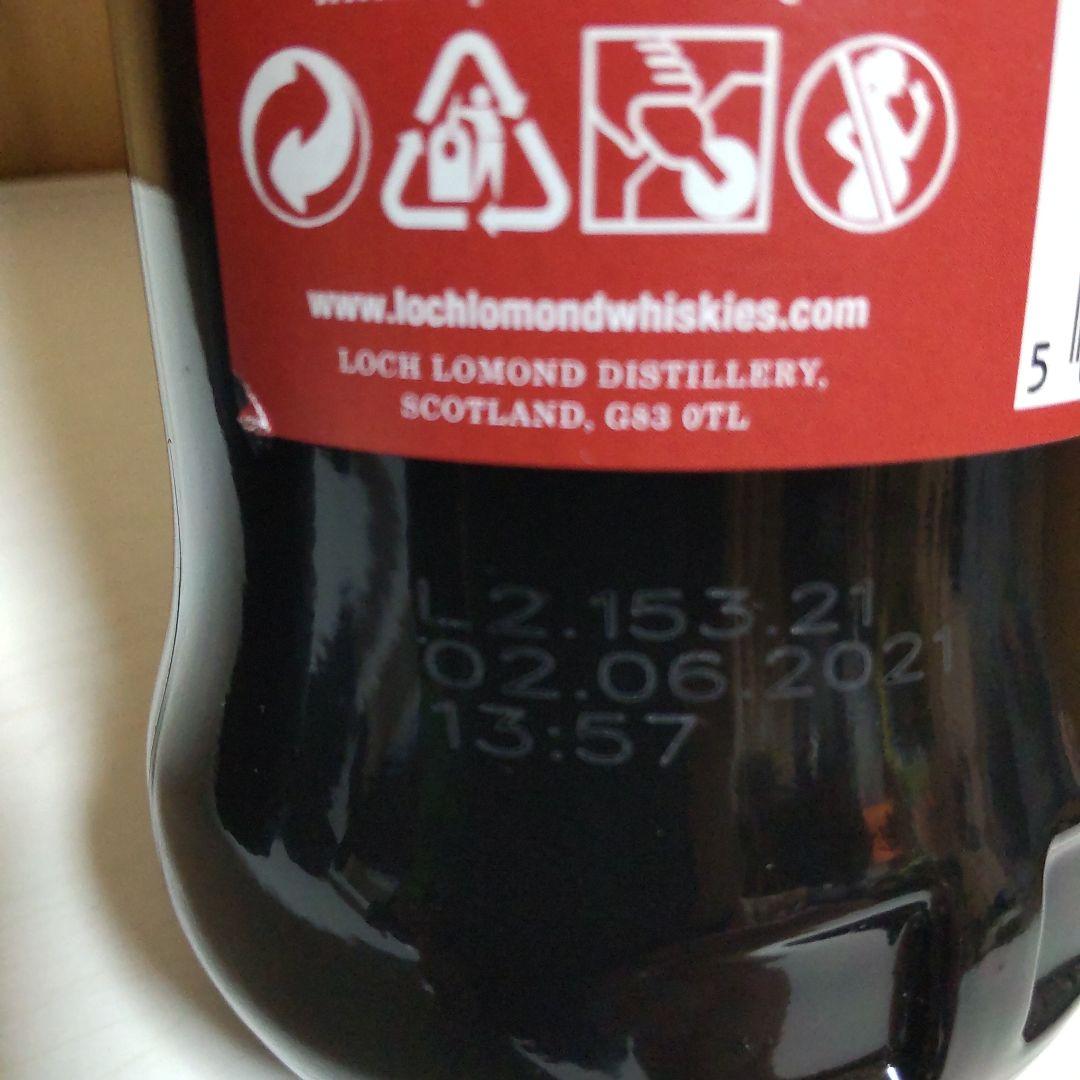 www.lochlomondwhiskies.com
LOCH LOMOND DISTILLERY,
SCOTLAND, G83 0TL
5
L2.153.21
02.06.2021
13:57